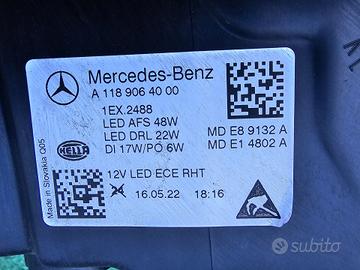 Mercedes-Benz
A 118 906 40 00
1EX.2488
LED AFS 48W
LED DRL 22W
DI 17W/PO 6W
MD E8 9132 A
MD E1 4802 A
HELLA
12V LED ECE RHT
16.05.22 18:16
Made in Slovakia Q05
subito